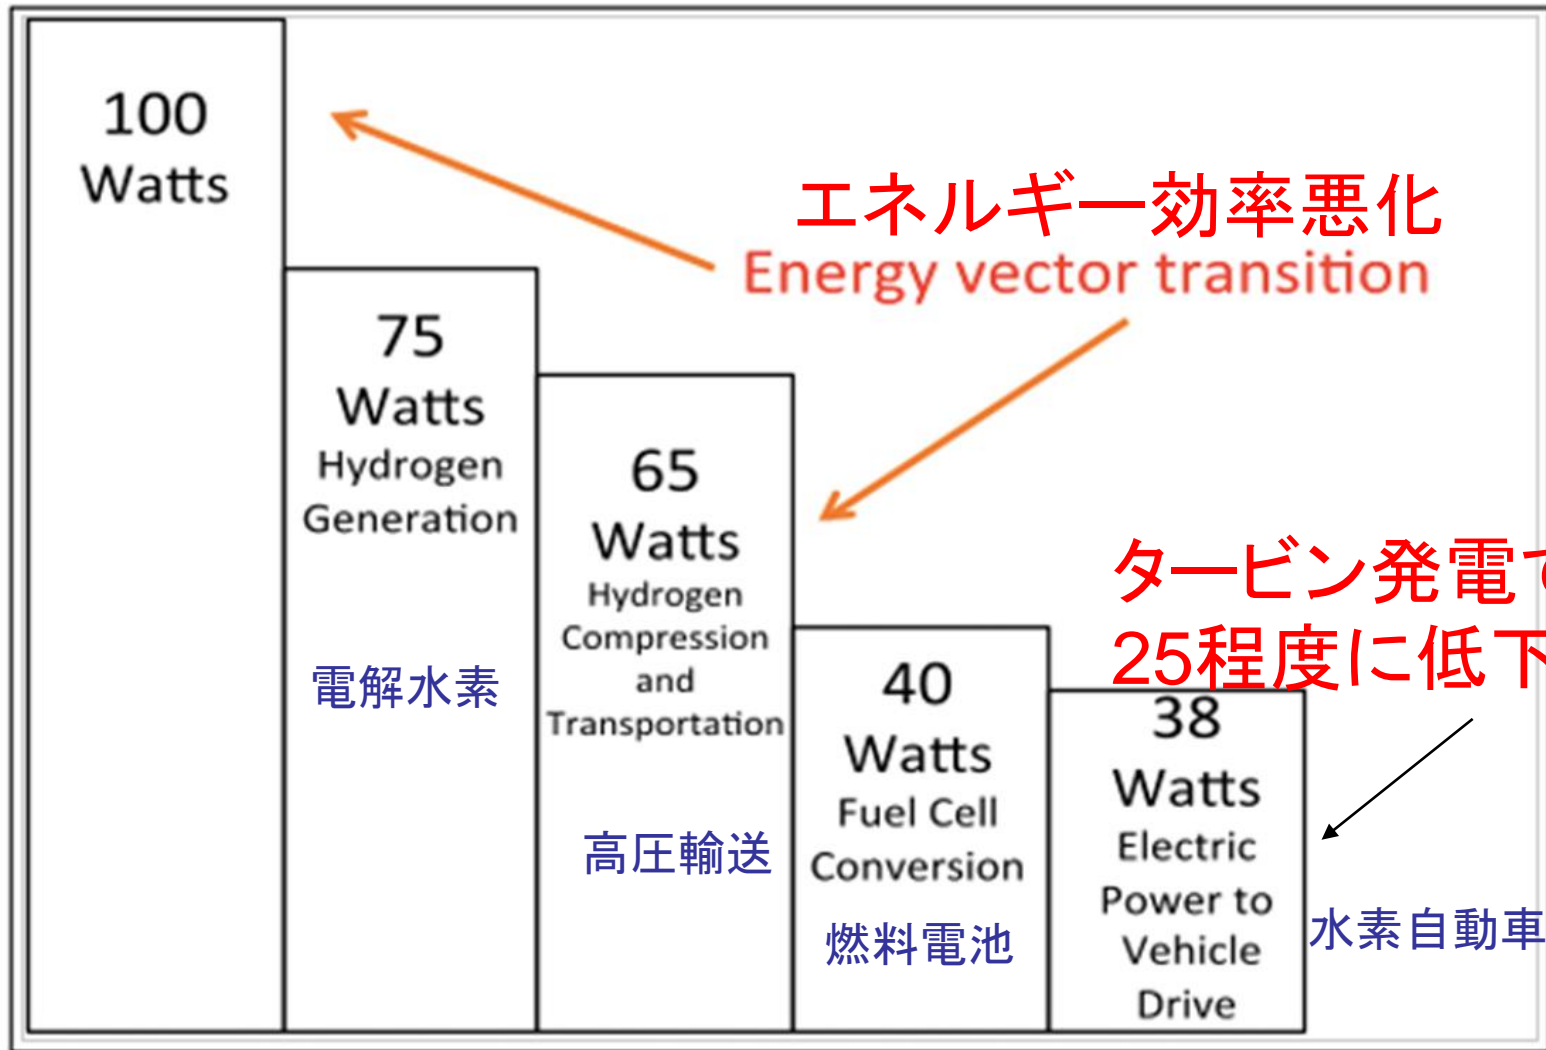 100
Watts
エネルギー効率悪化
Energy vector transition
75
Watts
Hydrogen
Generation
電解水素
65
Watts
Hydrogen
Compression
and
Transportation
高圧輸送
タービン発電で
25程度に低下
40
Watts
Fuel Cell
Conversion
燃料電池
38
Watts
Electric
Power to
Vehicle
Drive
水素自動車